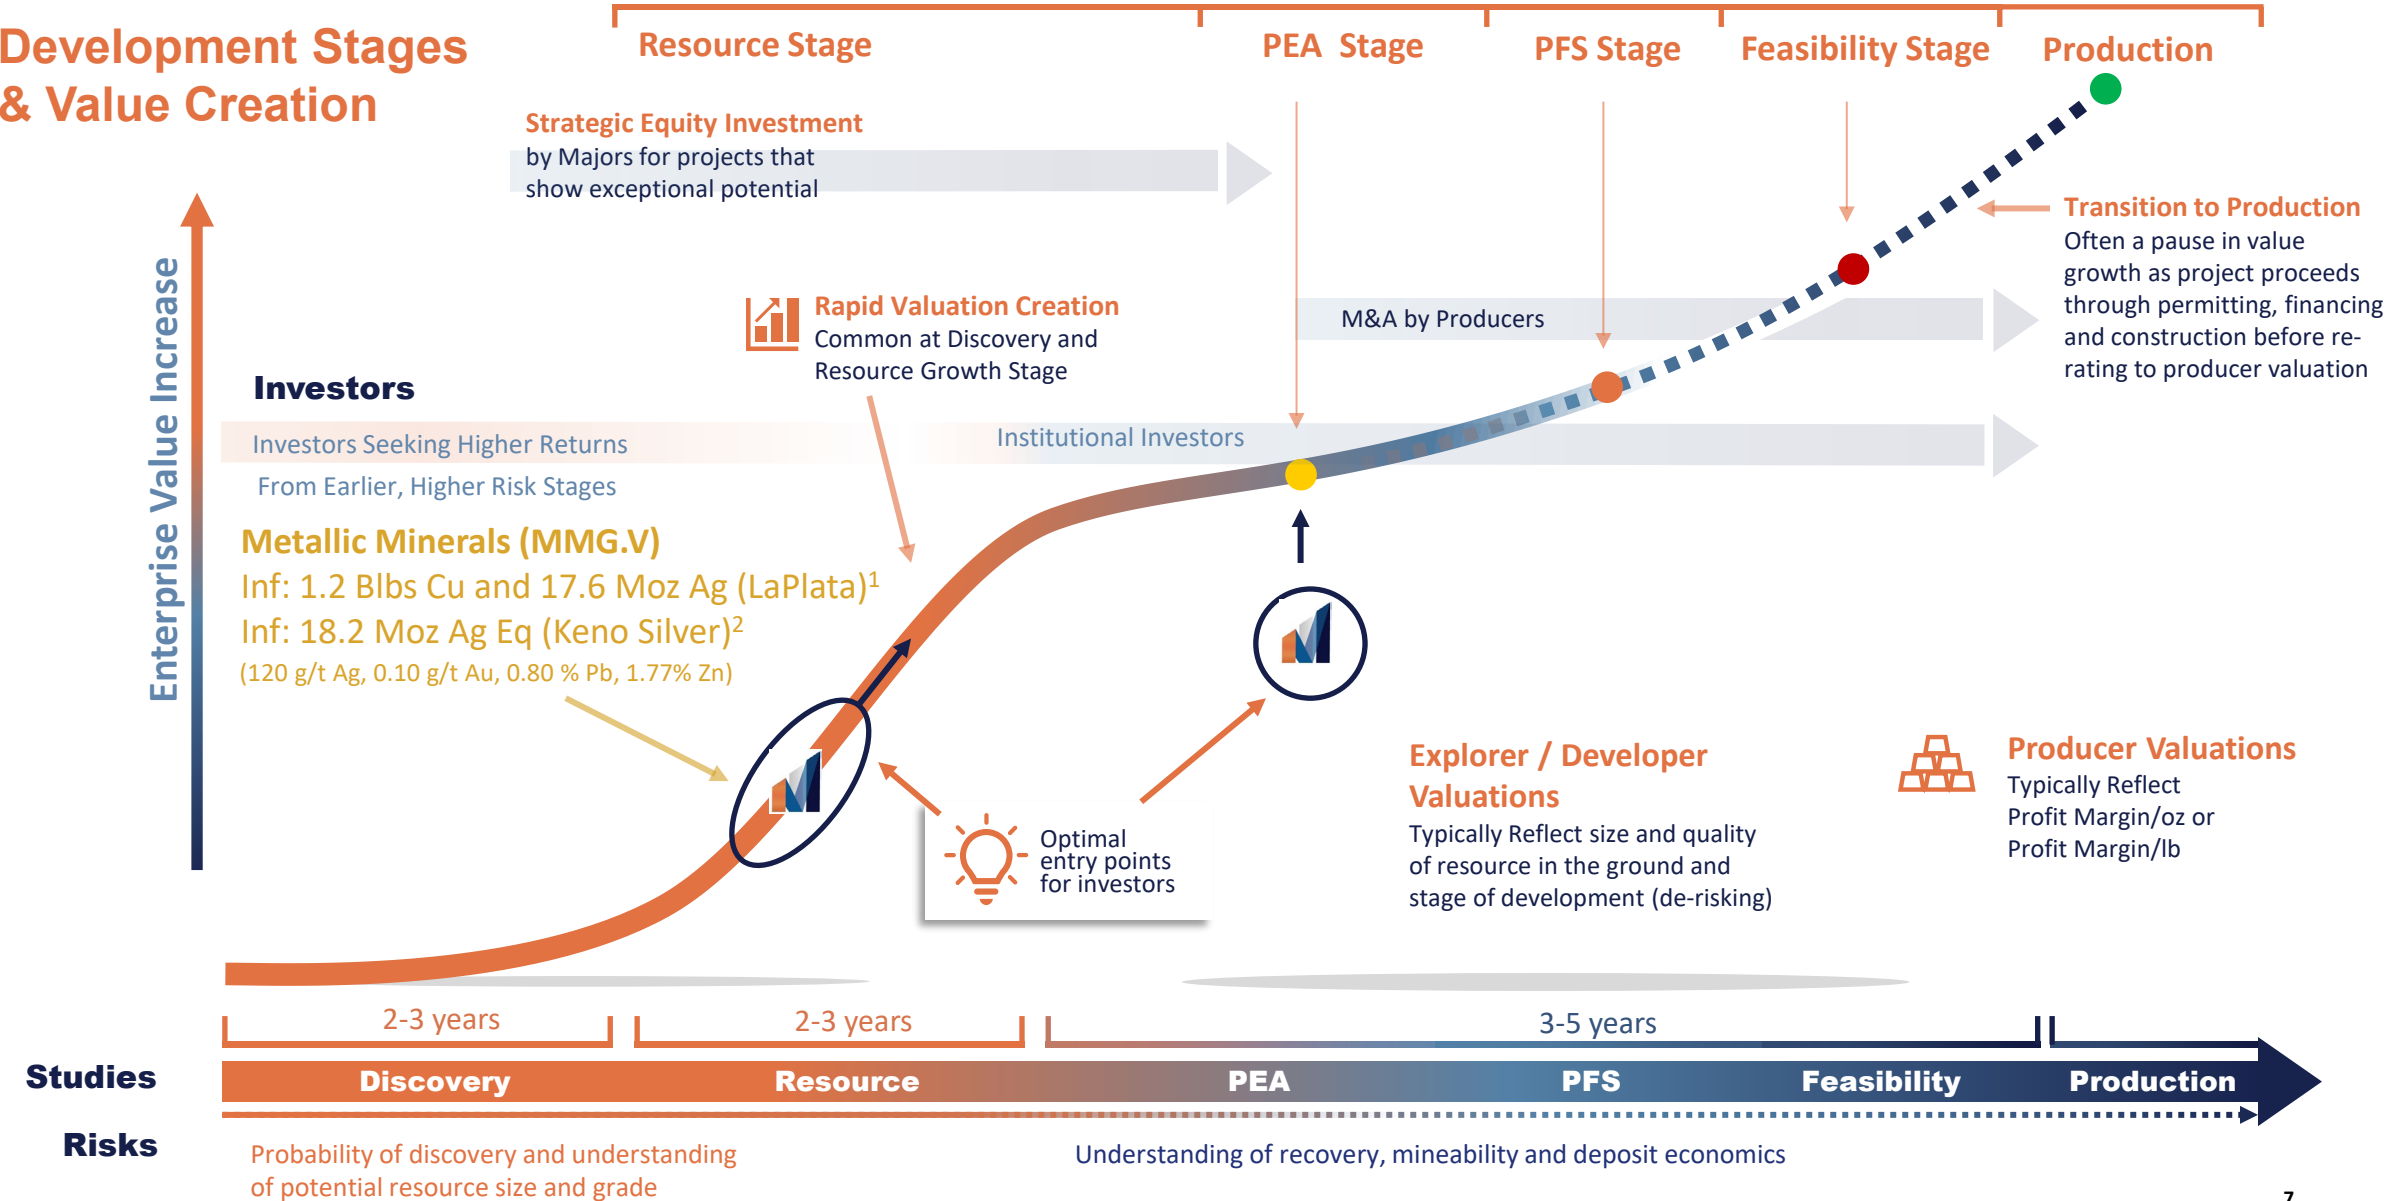 Development Stages
& Value Creation
Resource Stage
PEA Stage
PFS Stage
Feasibility Stage
Production
Strategic Equity Investment
by Majors for projects that
show exceptional potential
Enterprise Value Increase
Rapid Valuation Creation
Common at Discovery and
Resource Growth Stage
M&A by Producers
Transition to Production
Often a pause in value
growth as project proceeds
through permitting, financing
and construction before re-
rating to producer valuation
Investors
Investors Seeking Higher Returns
From Earlier, Higher Risk Stages
Institutional Investors
Metallic Minerals (MMG.V)
Inf: 1.2 Blbs Cu and 17.6 Moz Ag (LaPlata)1
Inf: 18.2 Moz Ag Eq (Keno Silver)2
(120 g/t Ag, 0.10 g/t Au, 0.80 % Pb, 1.77% Zn)
Optimal
entry points
for investors
Explorer / Developer
Valuations
Typically Reflect size and quality
of resource in the ground and
stage of development (de-risking)
Producer Valuations
Typically Reflect
Profit Margin/oz or
Profit Margin/lb
2-3 years
2-3 years
3-5 years
Studies
Discovery
Resource
PEA
PFS
Feasibility
Production
Risks
Probability of discovery and understanding
of potential resource size and grade
Understanding of recovery, mineability and deposit economics
7